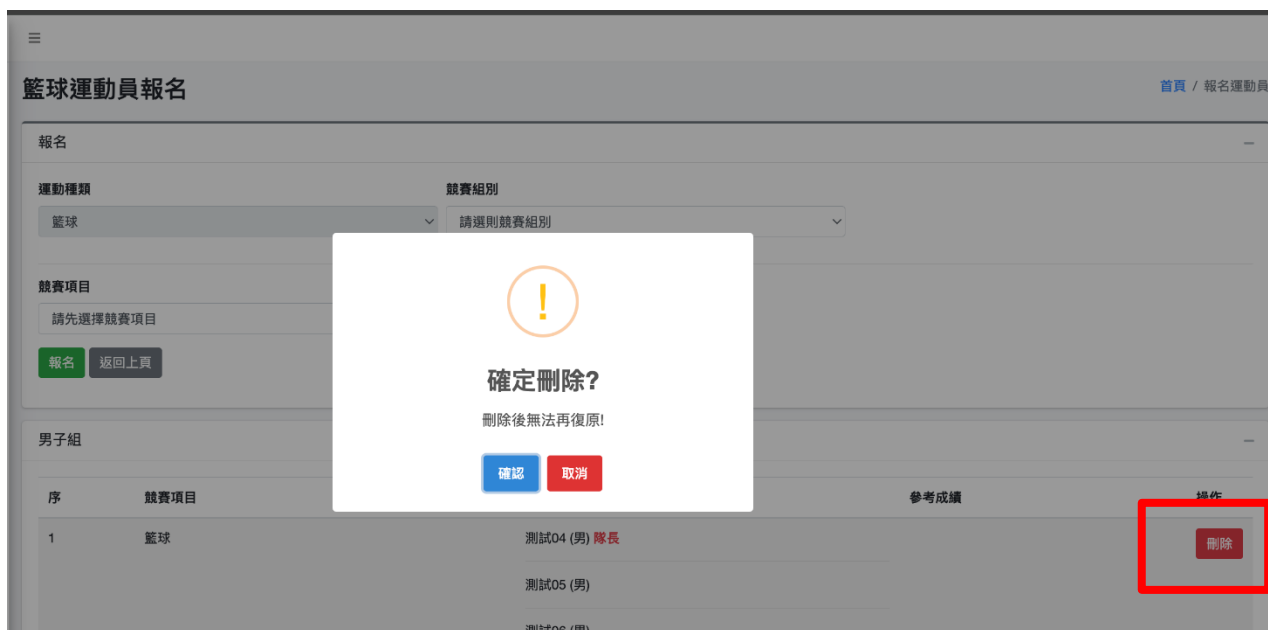 籃球運動員報名
首頁 / 報名運動員
報名
運動種類
競賽組別
籃球
請選則競賽組別
競賽項目
請先選擇競賽項目
報名
返回上頁
!
確定刪除?
刪除後無法再復原!
確認
取消
男子組
序
競賽項目
參考成績
操作
1
籃球
測試04 (男) 隊長
刪除
測試05 (男)
測試06 (男)